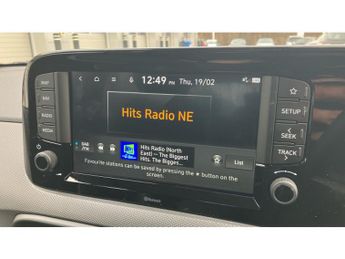 12:49 PM Thu, 19/02
MAP
NAV
RADIO
MEDIA
SETUP
SEEK
TRACK
Hits Radio NE
DAB
/FM
Hits Radio (North
East) – The Biggest
Hits. The Bigges...
List
Favourite stations can be saved by pressing the ★ button on the
screen.
Bluetooth